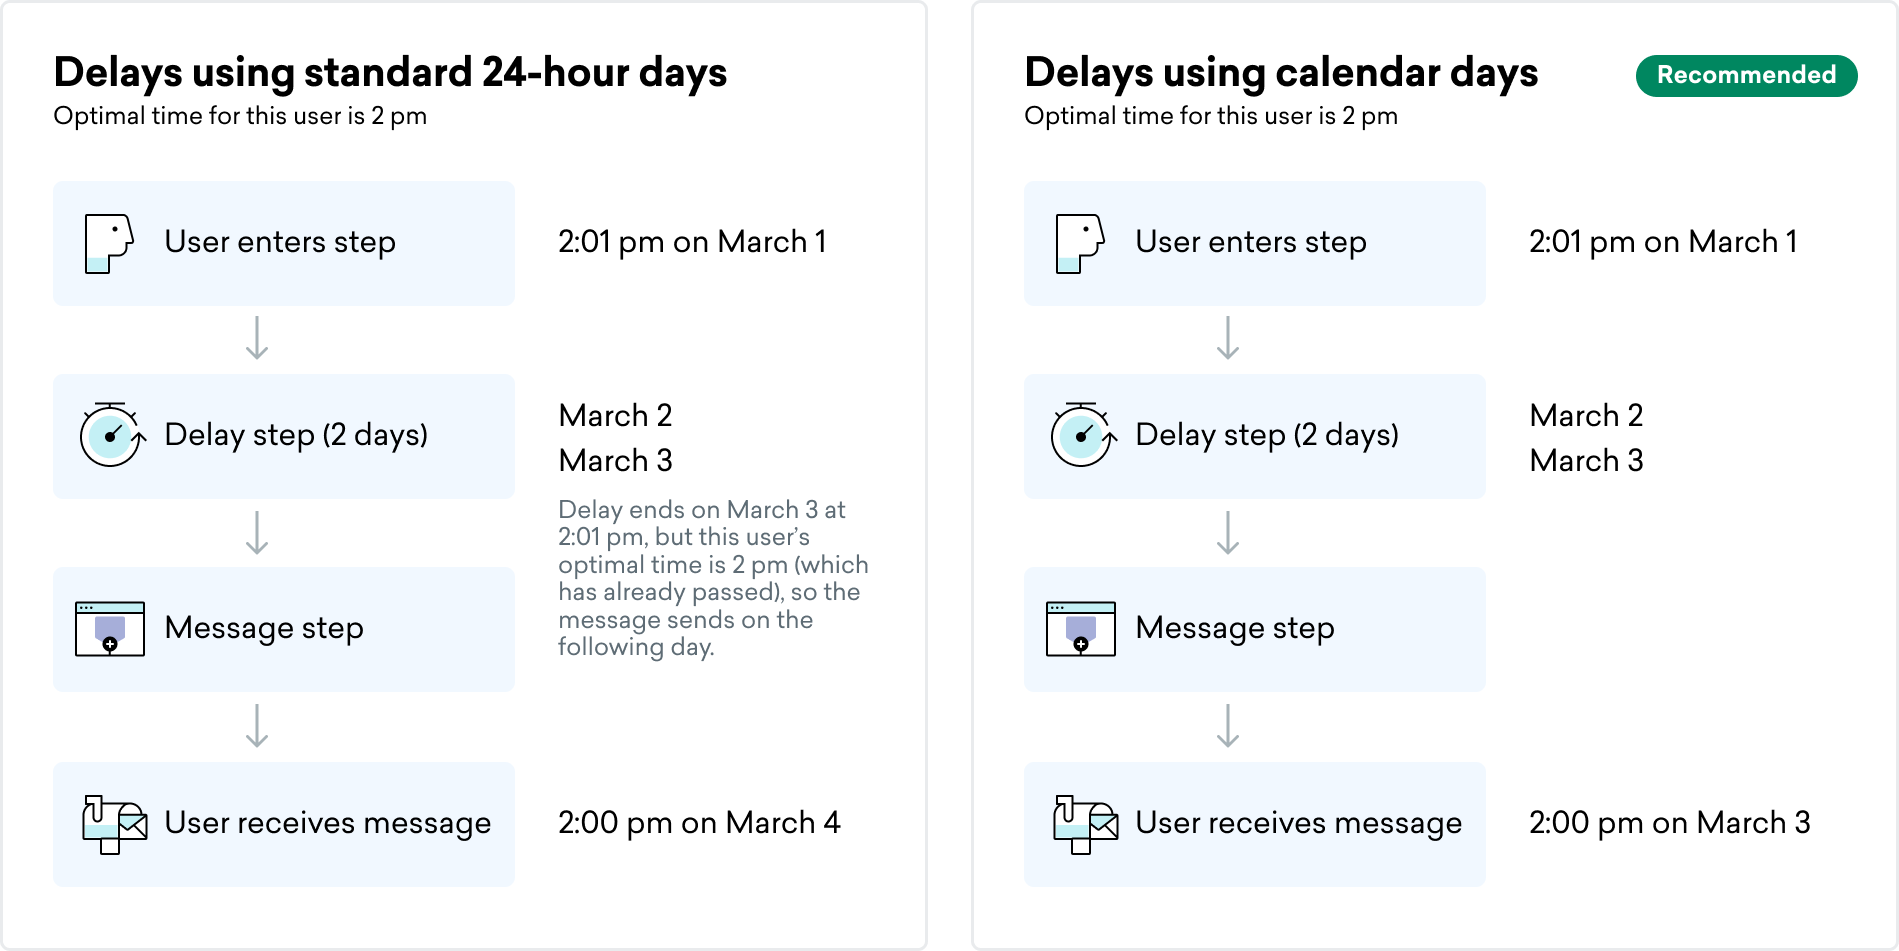 Delays using standard 24-hour days
Optimal time for this user is 2 pm
User enters step
2:01 pm on March 1
Delay step (2 days)
March 2
March 3
Delay ends on March 3 at
2:01 pm, but this user’s
optimal time is 2 pm (which
has already passed), so the
message sends on the
following day.
Message step
User receives message
2:00 pm on March 4
Delays using calendar days
Recommended
Optimal time for this user is 2 pm
User enters step
2:01 pm on March 1
Delay step (2 days)
March 2
March 3
Message step
User receives message
2:00 pm on March 3